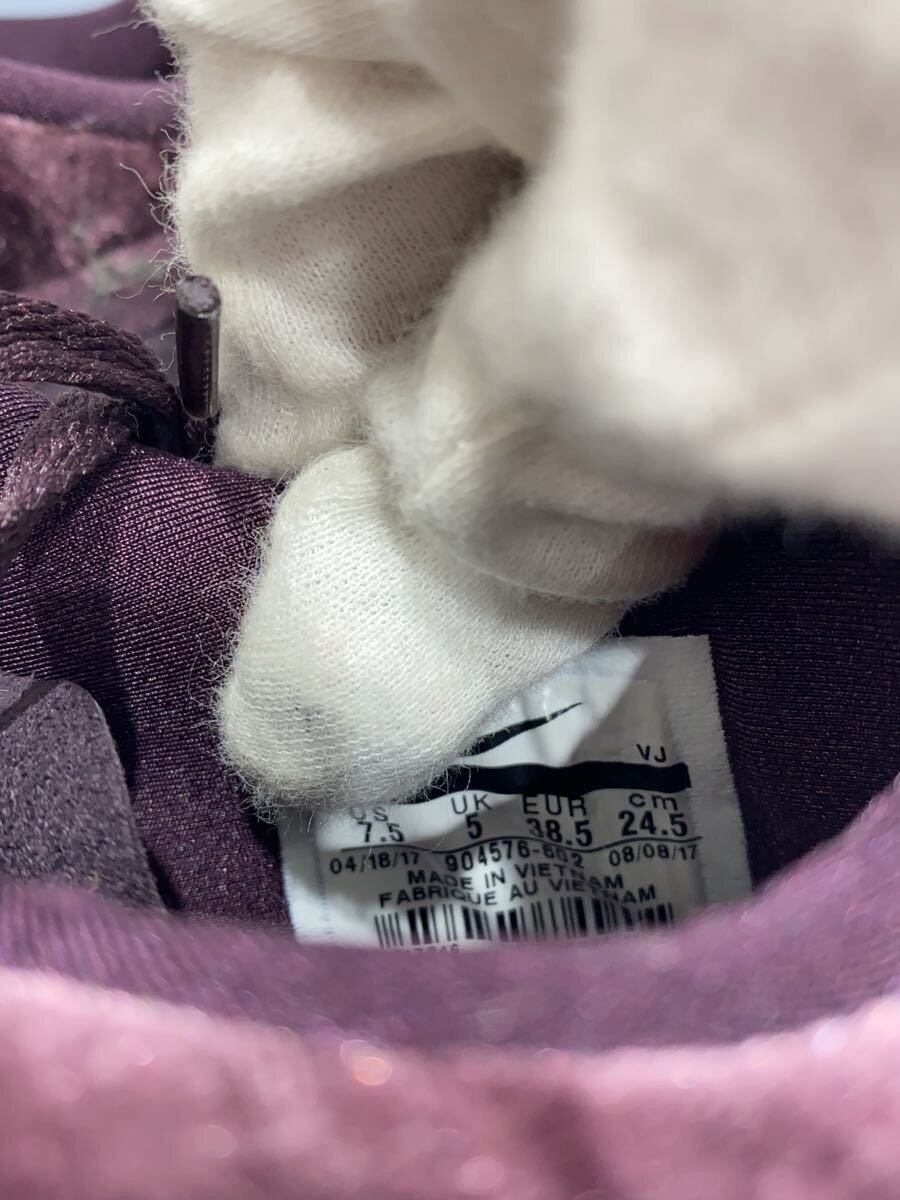 VJ
US UK EUR cm
7.5 5 38.5 24.5
04/18/17 904576-662 08/08/17
MADE IN VIETNAM
FABRIQUE AU VIETNAM